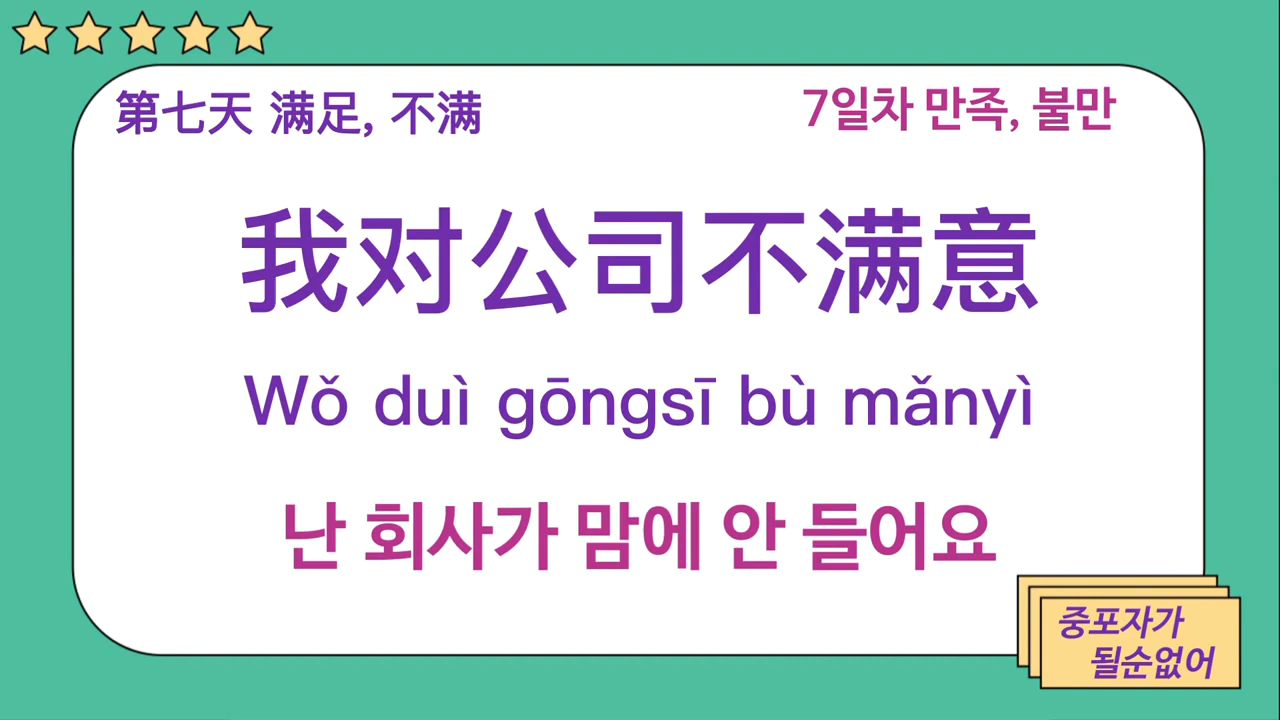 第七天 满足, 不满
7일차 만족, 불만
我对公司不满意
Wǒ duì gōngsī bù mǎnyì
난 회사가 맘에 안 들어요
중포자가
될순없어